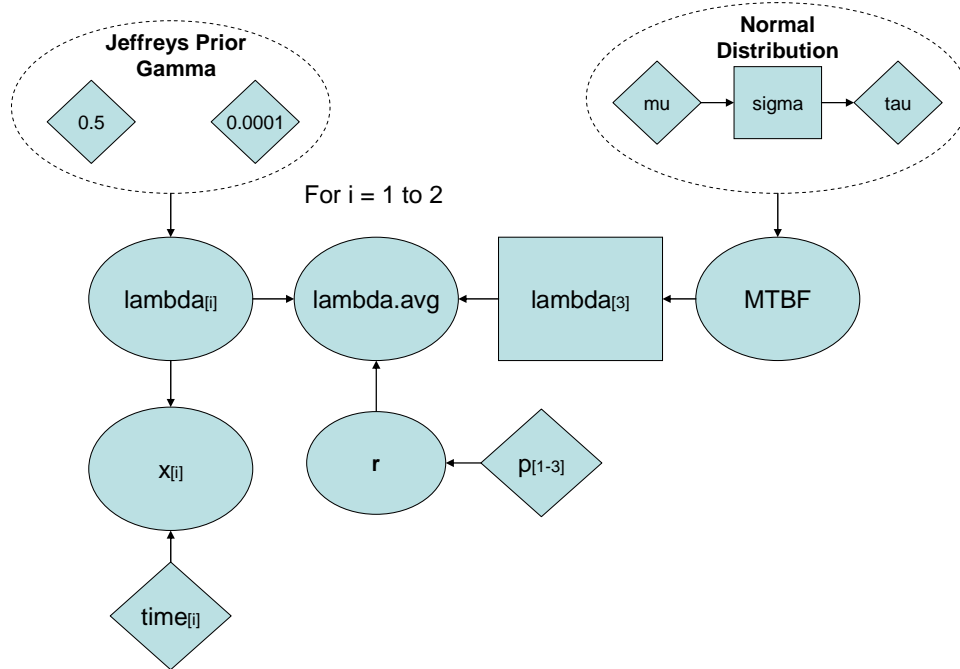 Jeffreys Prior
Gamma
0.5
0.0001
Normal
Distribution
mu
sigma
tau
For i = 1 to 2
lambda[i]
lambda.avg
lambda[3]
MTBF
x[i]
r
p[1-3]
time[i]